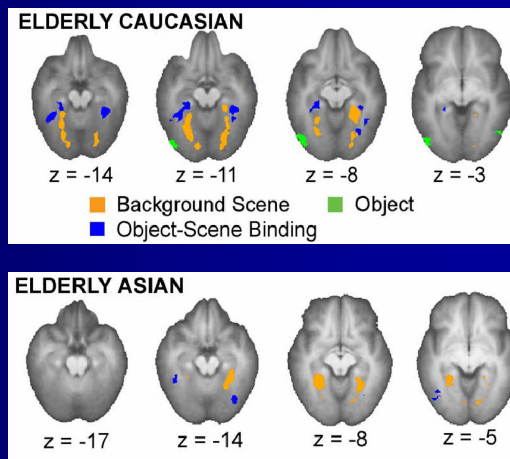 ELDERLY CAUCASIAN
z = -14 z = -11 z = -8 z = -3
Background Scene Object
Object-Scene Binding
ELDERLY ASIAN
z = -17 z = -14 z = -8 z = -5